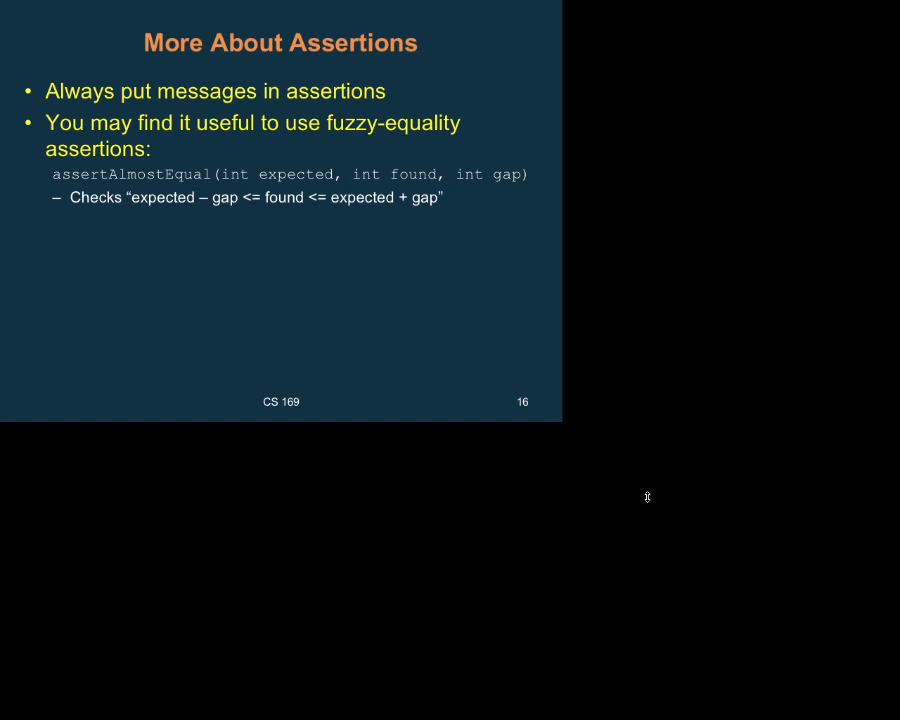 More About Assertions
• Always put messages in assertions
• You may find it useful to use fuzzy-equality
assertions:
assertAlmostEqual(int expected, int found, int gap)
– Checks “expected – gap <= found <= expected + gap”
CS 169
16